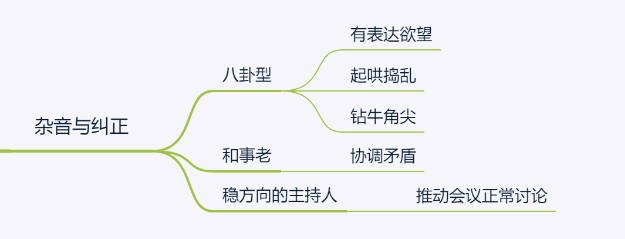 杂音与纠正
八卦型
有表达欲望
起哄捣乱
钻牛角尖
和事老
协调矛盾
稳方向的主持人
推动会议正常讨论